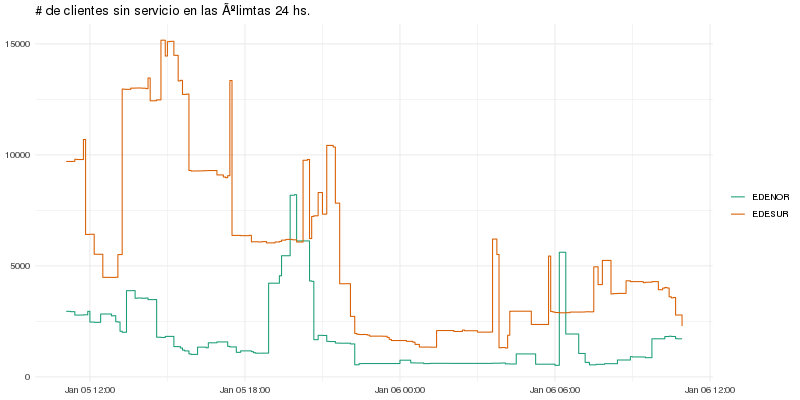 # de clientes sin servicio en las Ãºlimtas 24 hs.
15000
10000
5000
0
Jan 05 12:00
Jan 05 18:00
Jan 06 00:00
Jan 06 06:00
Jan 06 12:00
EDENOR
EDESUR